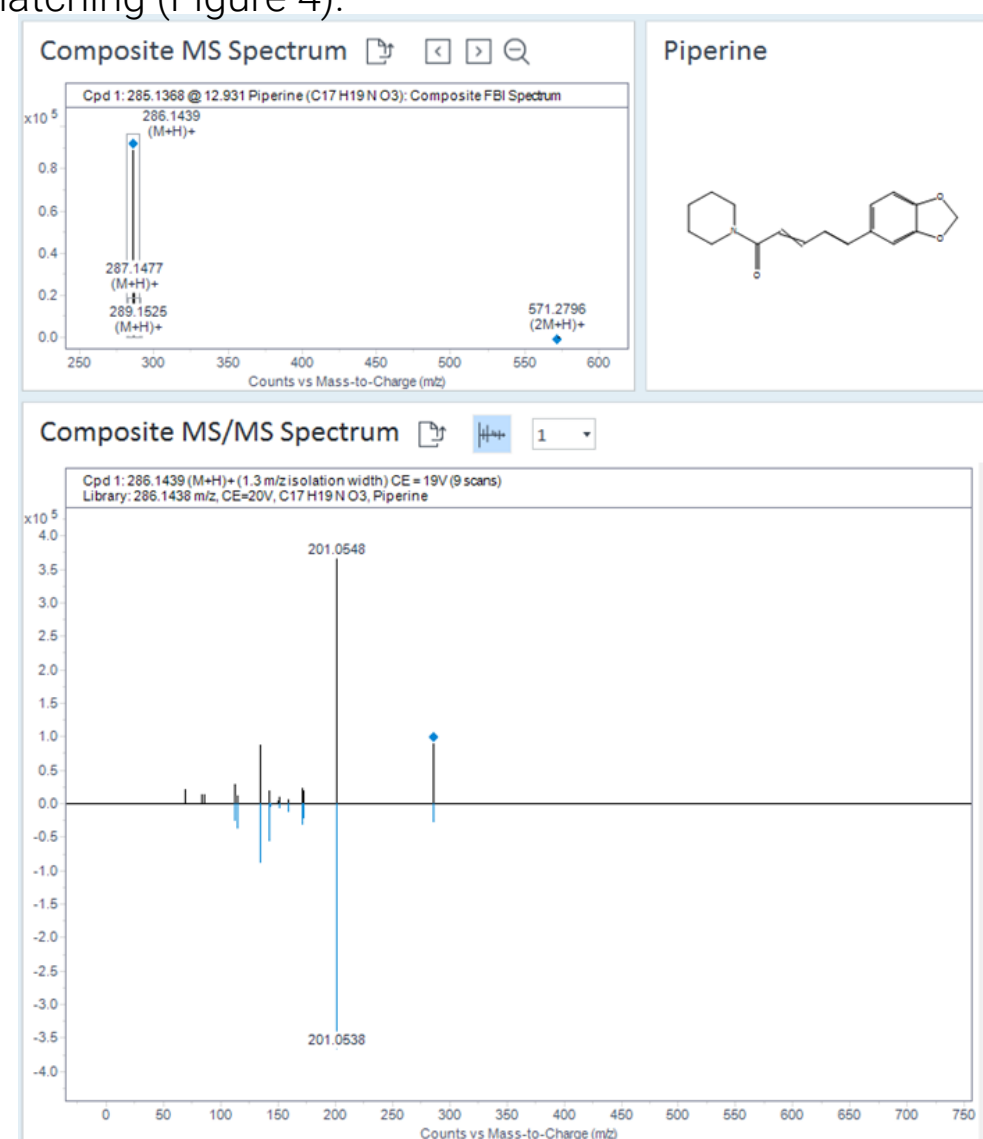 natching (Figure 4).
Composite MS Spectrum
Piperine
Cpd 1: 285.1368 @ 12.931 Piperine (C17 H19 N O3): Composite FBI Spectrum
x10 5
286.1439
(M+H)+
0.8
0.6
0.4
287.1477
(M+H)+
0.2
289.1525
(M+H)+
571.2796
(2M+H)+
0.0
250 300 350 400 450 500 550 600
Counts vs Mass-to-Charge (m/z)
N
O
O
O
Composite MS/MS Spectrum
1
Cpd 1: 286.1439 (M+H)+ (1.3 m/z isolation width) CE = 19V (9 scans)
Library: 286.1438 m/z, CE=20V, C17 H19 N O3, Piperine
x10 5
4.0
201.0548
3.5
3.0
2.5
2.0
1.5
1.0
0.5
0.0
-0.5
-1.0
-1.5
-2.0
-2.5
-3.0
-3.5
201.0538
-4.0
0 50 100 150 200 250 300 350 400 450 500 550 600 650 700 750
Counts vs Mass-to-Charge (m/z)